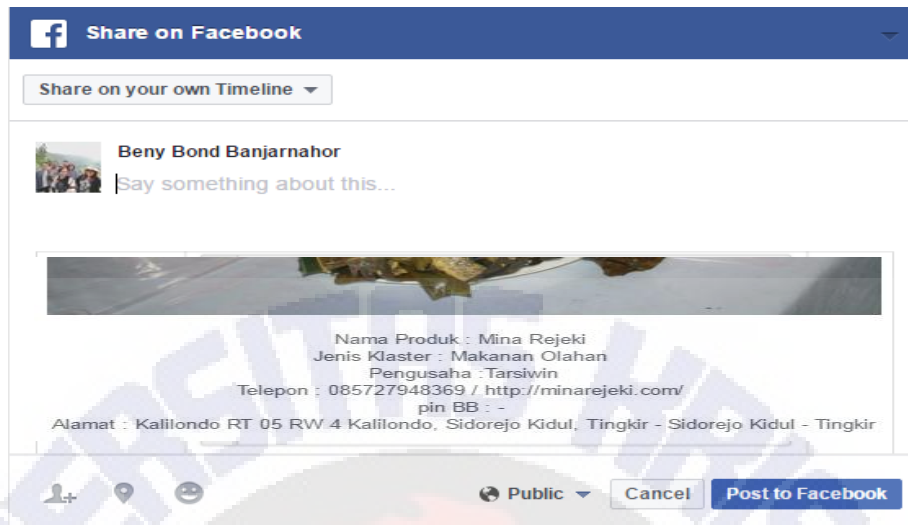 Share on Facebook
Share on your own Timeline
Beny Bond Banjarnahor
Say something about this...
Nama Produk : Mina Rejeki
Jenis Klaster : Makanan Olahan
Pengusaha :Tarsiwin
Telepon : 085727948369 / http://minarejeki.com/
pin BB : -
Alamat : Kalilondo RT 05 RW 4 Kalilondo, Sidorejo Kidul, Tingkir - Sidorejo Kidul - Tingkir
Public Cancel Post to Facebook